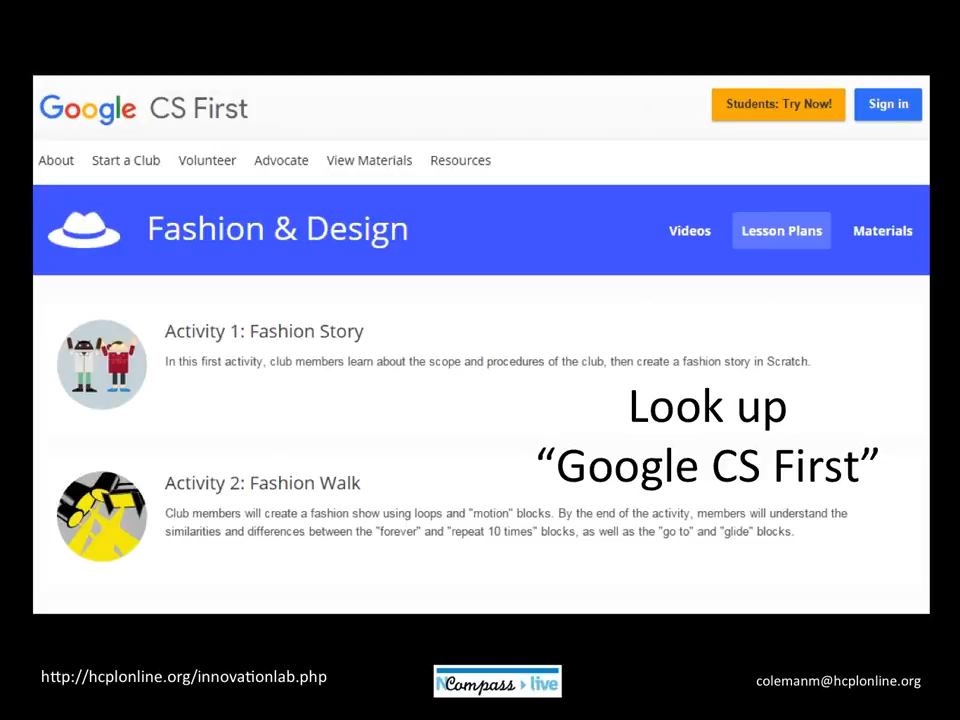 Google CS First
Students: Try Now!
Sign in
About Start a Club Volunteer Advocate View Materials Resources
Fashion & Design
Videos Lesson Plans Materials
Activity 1: Fashion Story
In this first activity, club members learn about the scope and procedures of the club, then create a fashion story in Scratch.
Look up
“Google CS First”
Activity 2: Fashion Walk
Club members will create a fashion show using loops and "motion" blocks. By the end of the activity, members will understand the
similarities and differences between the "forever" and "repeat 10 times" blocks, as well as the "go to" and "glide" blocks.
http://hcplonline.org/innovationlab.php
NCompass live
colemanm@hcplonline.org